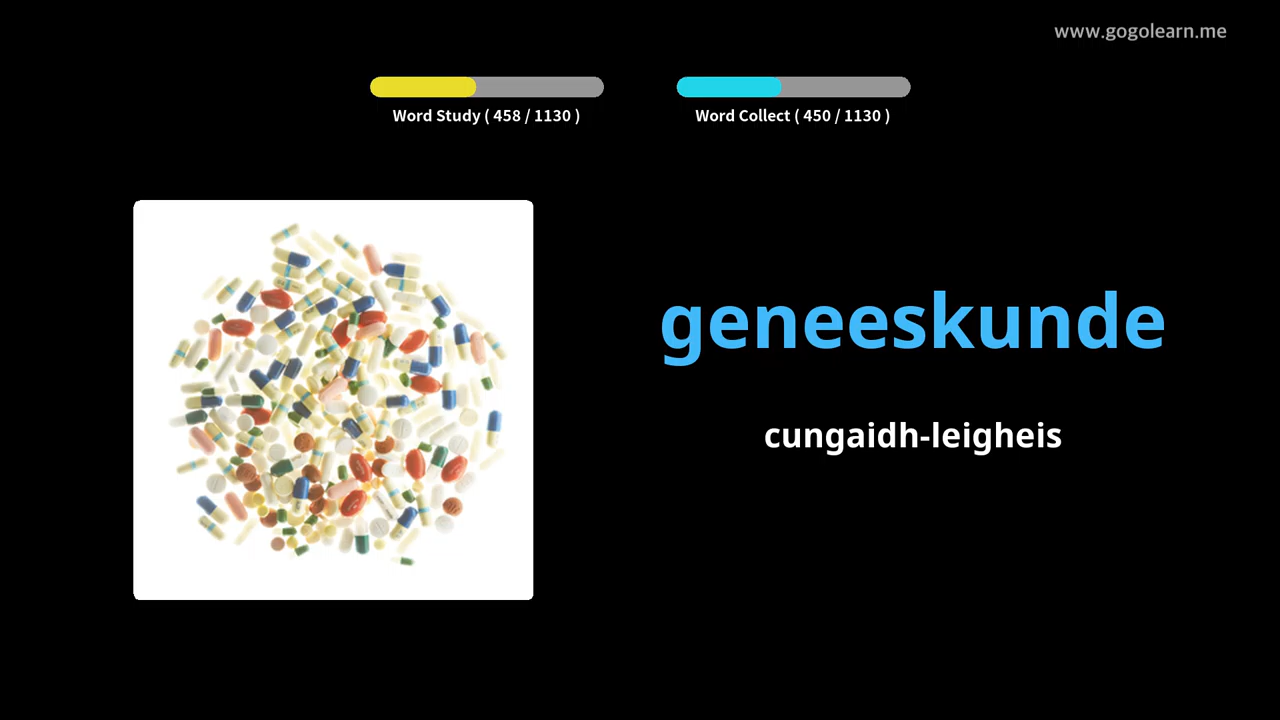 www.gogolearn.me
Word Study ( 458 / 1130 )
Word Collect ( 450 / 1130 )
geneeskunde
cungaidh-leigheis